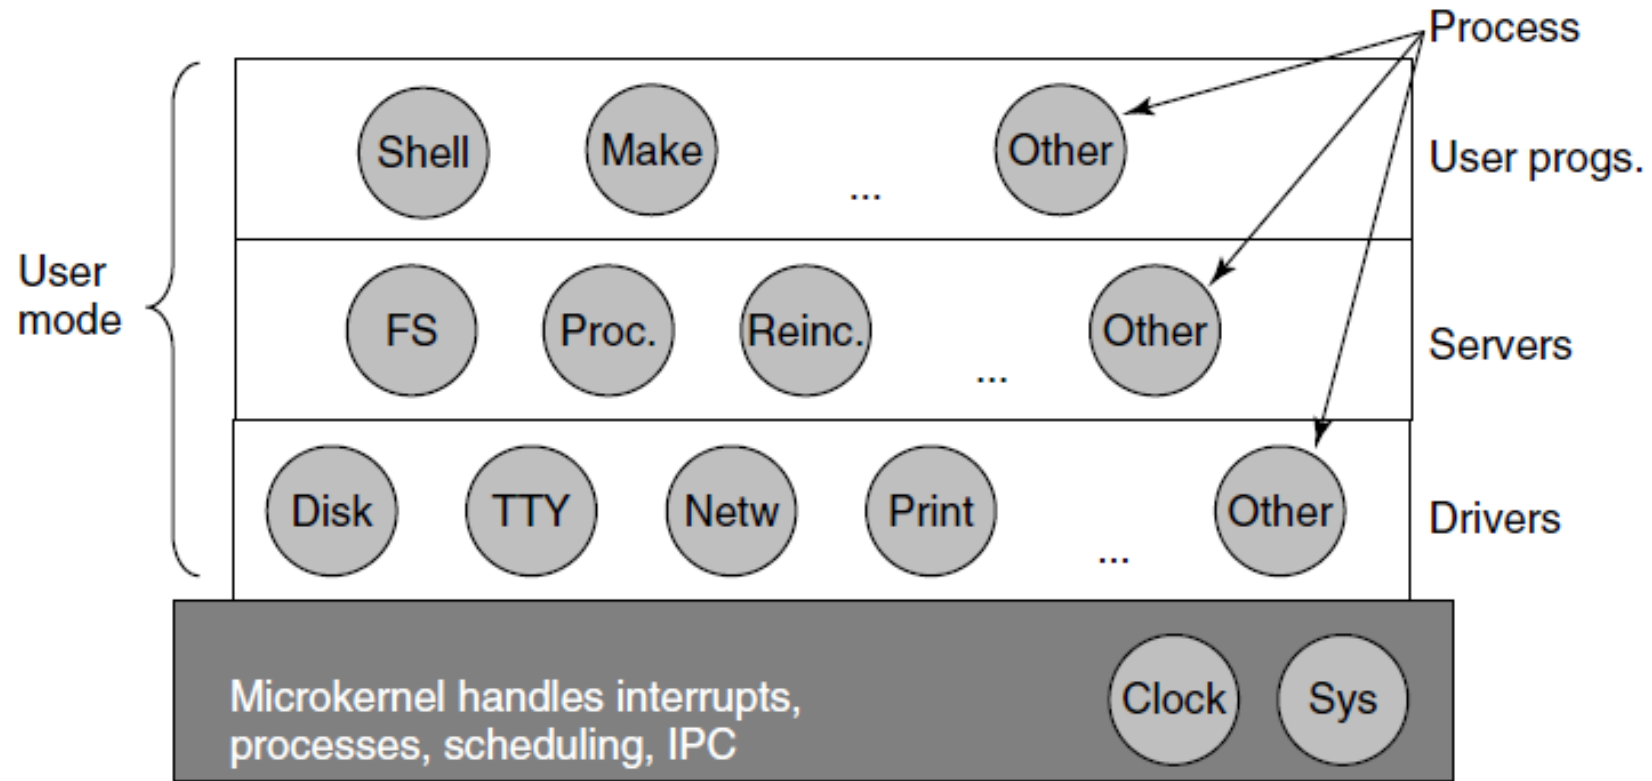 Process
Shell Make ... Other
User progs.
User
mode
FS Proc. Reinc. ... Other
Servers
Disk TTY Netw Print ... Other
Drivers
Microkernel handles interrupts,
processes, scheduling, IPC
Clock Sys